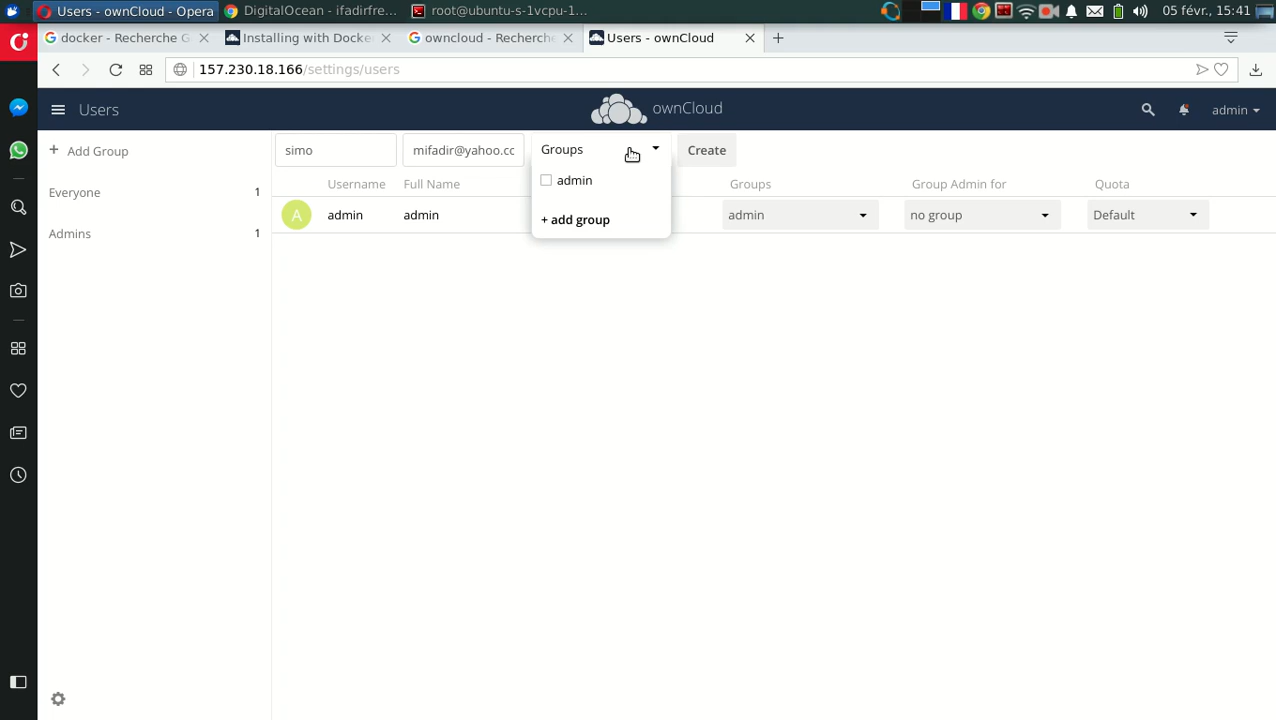 Users - ownCloud - Opera
DigitalOcean - ifadirfre...
root@ubuntu-s-1vcpu-1...
05 févr., 15:41
docker - Recherche G
Installing with Docke
owncloud - Recherche
Users - ownCloud
157.230.18.166/settings/users
Users
ownCloud
admin
+ Add Group
simo
mifadir@yahoo.cc
Groups
Create
admin
Username
Full Name
Groups
Group Admin for
Quota
Everyone 1
A
admin
admin
+ add group
admin
no group
Default
Admins 1